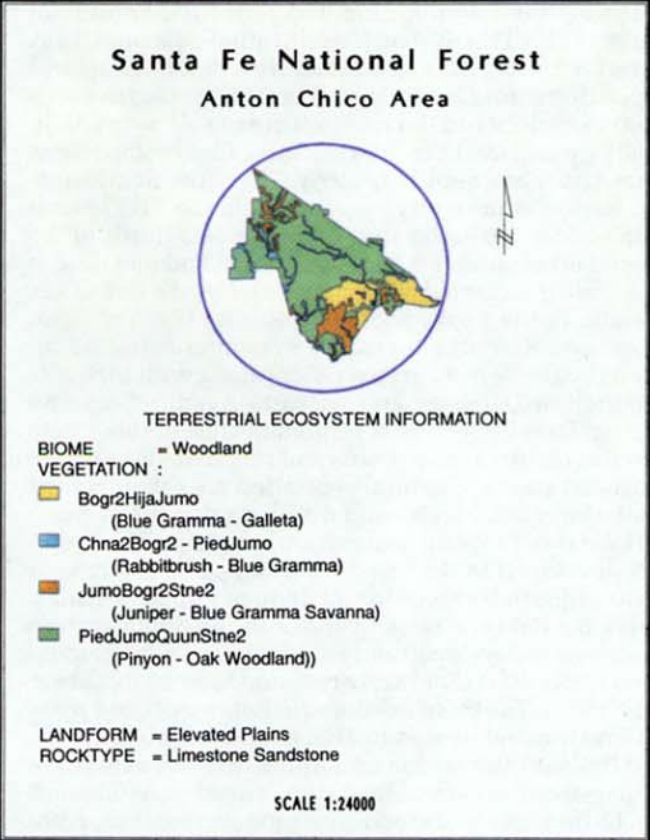 Santa Fe National Forest
Anton Chico Area
TERRESTRIAL ECOSYSTEM INFORMATION
BIOME = Woodland
VEGETATION :
Bogr2HijaJumo
(Blue Gramma - Galleta)
Chna2Bogr2 - PiedJumo
(Rabbitbrush - Blue Gramma)
JumoBogr2Stne2
(Juniper - Blue Gramma Savanna)
PiedJumoQuunStne2
(Pinyon - Oak Woodland))
LANDFORM = Elevated Plains
ROCKTYPE = Limestone Sandstone
SCALE 1:24000